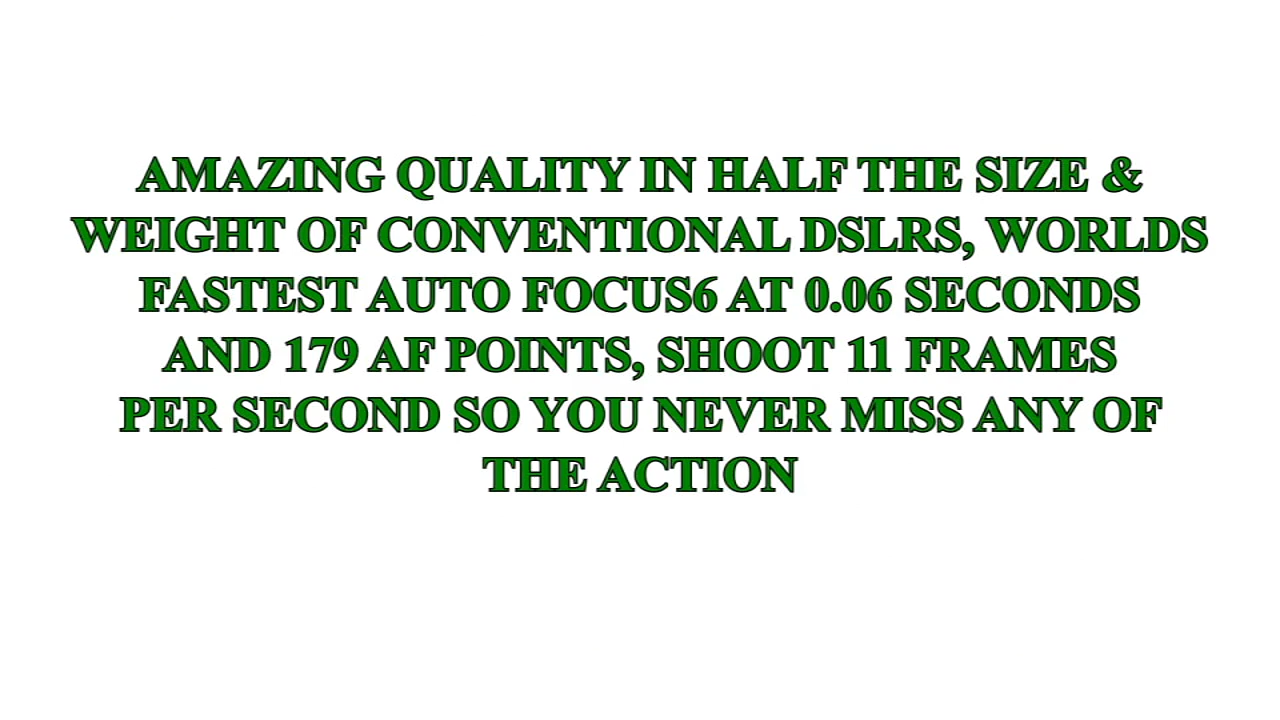 AMAZING QUALITY IN HALF THE SIZE &
WEIGHT OF CONVENTIONAL DSLRS, WORLDS
FASTEST AUTO FOCUS6 AT 0.06 SECONDS
AND 179 AF POINTS, SHOOT 11 FRAMES
PER SECOND SO YOU NEVER MISS ANY OF
THE ACTION